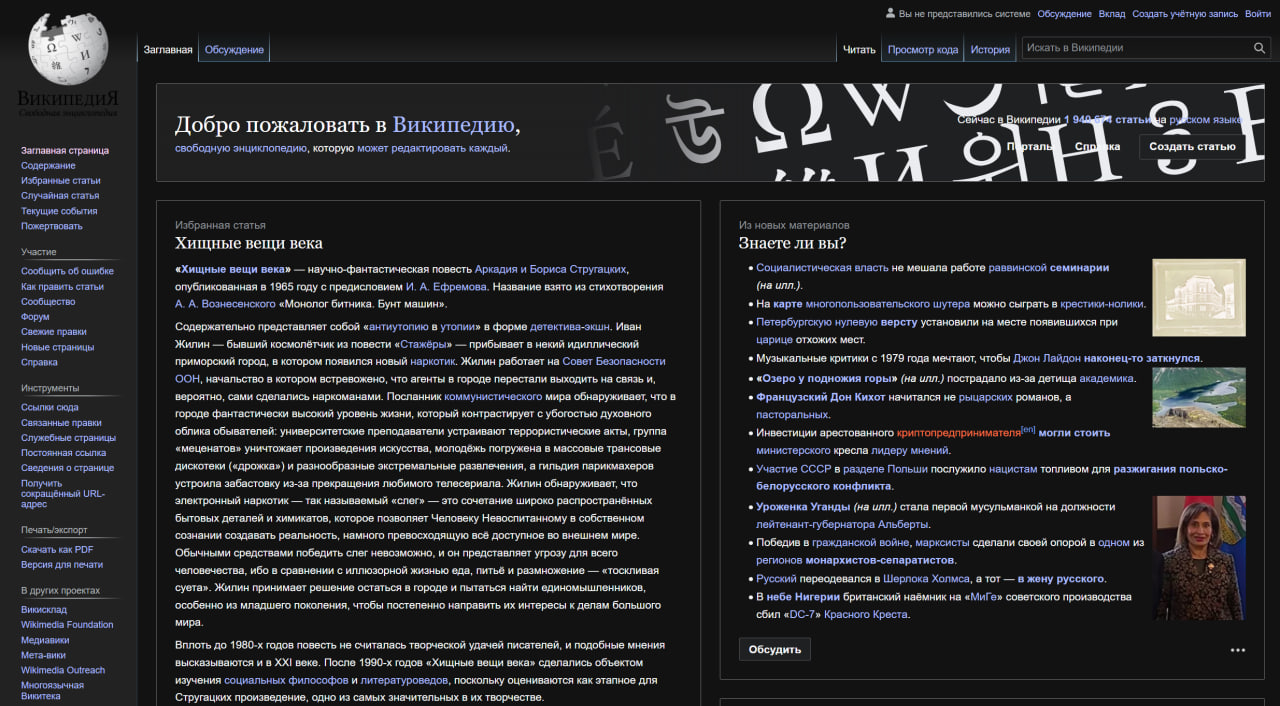 Вы не представились системе Обсуждение Вклад Создать учётную запись Войти
Заглавная Обсуждение Читать Просмотр кода История Искать в Википедии
ВикипедиЯ
Свободная энциклопедия
Заглавная страница
Содержание
Избранные статьи
Случайная статья
Текущие события
Пожертвовать
Участие
Сообщить об ошибке
Как править статьи
Сообщество
Форум
Свежие правки
Новые страницы
Справка
Инструменты
Ссылки сюда
Связанные правки
Служебные страницы
Постоянная ссылка
Сведения о странице
Получить
сокращённый URL-
адрес
Печать/экспорт
Скачать как PDF
Версия для печати
В других проектах
Викисклад
Wikimedia Foundation
Медиавики
Мета-вики
Wikimedia Outreach
Многоязычная
Викитека
Добро пожаловать в Википедию,
свободную энциклопедию, которую может редактировать каждый.
Сейчас в Википедии статьи на русском языке
Порталы Справка Создать статью
Избранная статья
Хищные вещи века
«Хищные вещи века» — научно-фантастическая повесть Аркадия и Бориса Стругацких,
опубликованная в 1965 году с предисловием И. А. Ефремова. Название взято из стихотворения
А. А. Вознесенского «Монолог битника. Бунт машин».
Содержательно представляет собой «антиутопию в утопии» в форме детектива-экшн. Иван
Жилин — бывший космолётчик из повести «Стажёры» — прибывает в некий идиллический
приморский город, в котором появился новый наркотик. Жилин работает на Совет Безопасности
ООН, начальство в котором встревожено, что агенты в городе перестали выходить на связь и,
вероятно, сами сделались наркоманами. Посланник коммунистического мира обнаруживает, что в
городе фантастически высокий уровень жизни, который контрастирует с убогостью духовного
облика обывателей: университетские преподаватели устраивают террористические акты, группа
«меценатов» уничтожает произведения искусства, молодёжь погружена в массовые трансовые
дискотеки («дрожка») и разнообразные экстремальные развлечения, а гильдия парикмахеров
устроила забастовку из-за прекращения любимого телесериала. Жилин обнаруживает, что
электронный наркотик — так называемый «слег» — это сочетание широко распространённых
бытовых деталей и химикатов, которое позволяет Человеку Невоспитанному в собственном
сознании создавать реальность, намного превосходящую всё доступное во внешнем мире.
Обычными средствами победить слег невозможно, и он представляет угрозу для всего
человечества, ибо в сравнении с иллюзорной жизнью еда, питьё и размножение — «тоскливая
суета». Жилин принимает решение остаться в городе и пытаться найти единомышленников,
особенно из младшего поколения, чтобы постепенно направить их интересы к делам большого
мира.
Вплоть до 1980-х годов повесть не считалась творческой удачей писателей, и подобные мнения
высказываются и в XXI веке. После 1990-х годов «Хищные вещи века» сделались объектом
изучения социальных философов и литературоведов, поскольку оцениваются как этапное для
Стругацких произведение, одно из самых значительных в их творчестве.
Из новых материалов
Знаете ли вы?
• Социалистическая власть не мешала работе раввинской семинарии
(на илл.).
• На карте многопользовательского шутера можно сыграть в крестики-нолики.
• Петербургскую нулевую версту установили на месте появившихся при
царице отхожих мест.
• Музыкальные критики с 1979 года мечтают, чтобы Джон Лайдон наконец-то заткнулся.
• «Озеро у подножия горы» (на илл.) пострадало из-за детища академика.
• Французский Дон Кихот начитался не рыцарских романов, а
пасторальных.
• Инвестиции арестованного криптопредпринимателя[en] могли стоить
министерского кресла лидеру мнений.
• Участие СССР в разделе Польши послужило нацистам топливом для разжигания польско-
белорусского конфликта.
• Уроженка Уганды (на илл.) стала первой мусульманкой на должности
лейтенант-губернатора Альберты.
• Победив в гражданской войне, марксисты сделали своей опорой в одном из
регионов монархистов-сепаратистов.
• Русский переодевался в Шерлока Холмса, а тот — в жену русского.
• В небе Нигерии британский наёмник на «МиГе» советского производства
сбил «DC-7» Красного Креста.
Обсудить